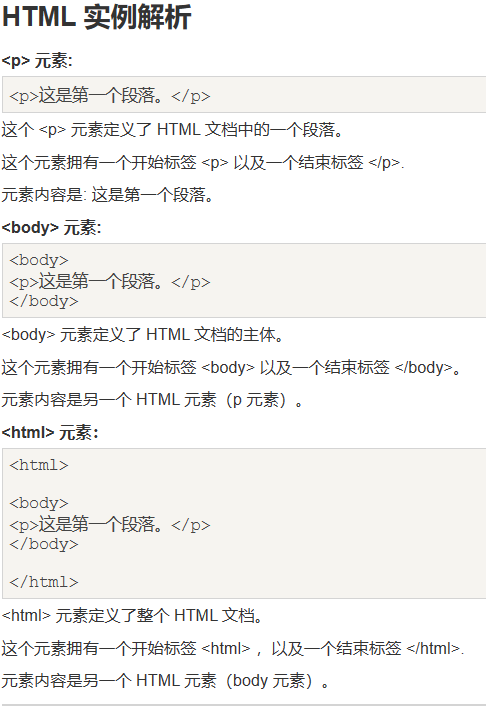 HTML 实例解析
<p> 元素:
<p>这是第一个段落。</p>
这个 <p> 元素定义了 HTML 文档中的一个段落。
这个元素拥有一个开始标签 <p> 以及一个结束标签 </p>.
元素内容是: 这是第一个段落。
<body> 元素:
<body>
<p>这是第一个段落。</p>
</body>
<body> 元素定义了 HTML 文档的主体。
这个元素拥有一个开始标签 <body> 以及一个结束标签 </body>。
元素内容是另一个 HTML 元素（p 元素）。
<html> 元素：
<html>
<body>
<p>这是第一个段落。</p>
</body>
</html>
<html> 元素定义了整个 HTML 文档。
这个元素拥有一个开始标签 <html> ，以及一个结束标签 </html>.
元素内容是另一个 HTML 元素（body 元素）。